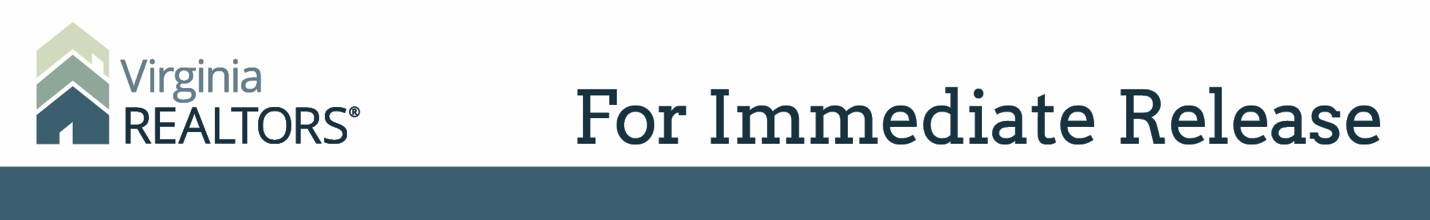 Virginia
REALTORS®
For Immediate Release